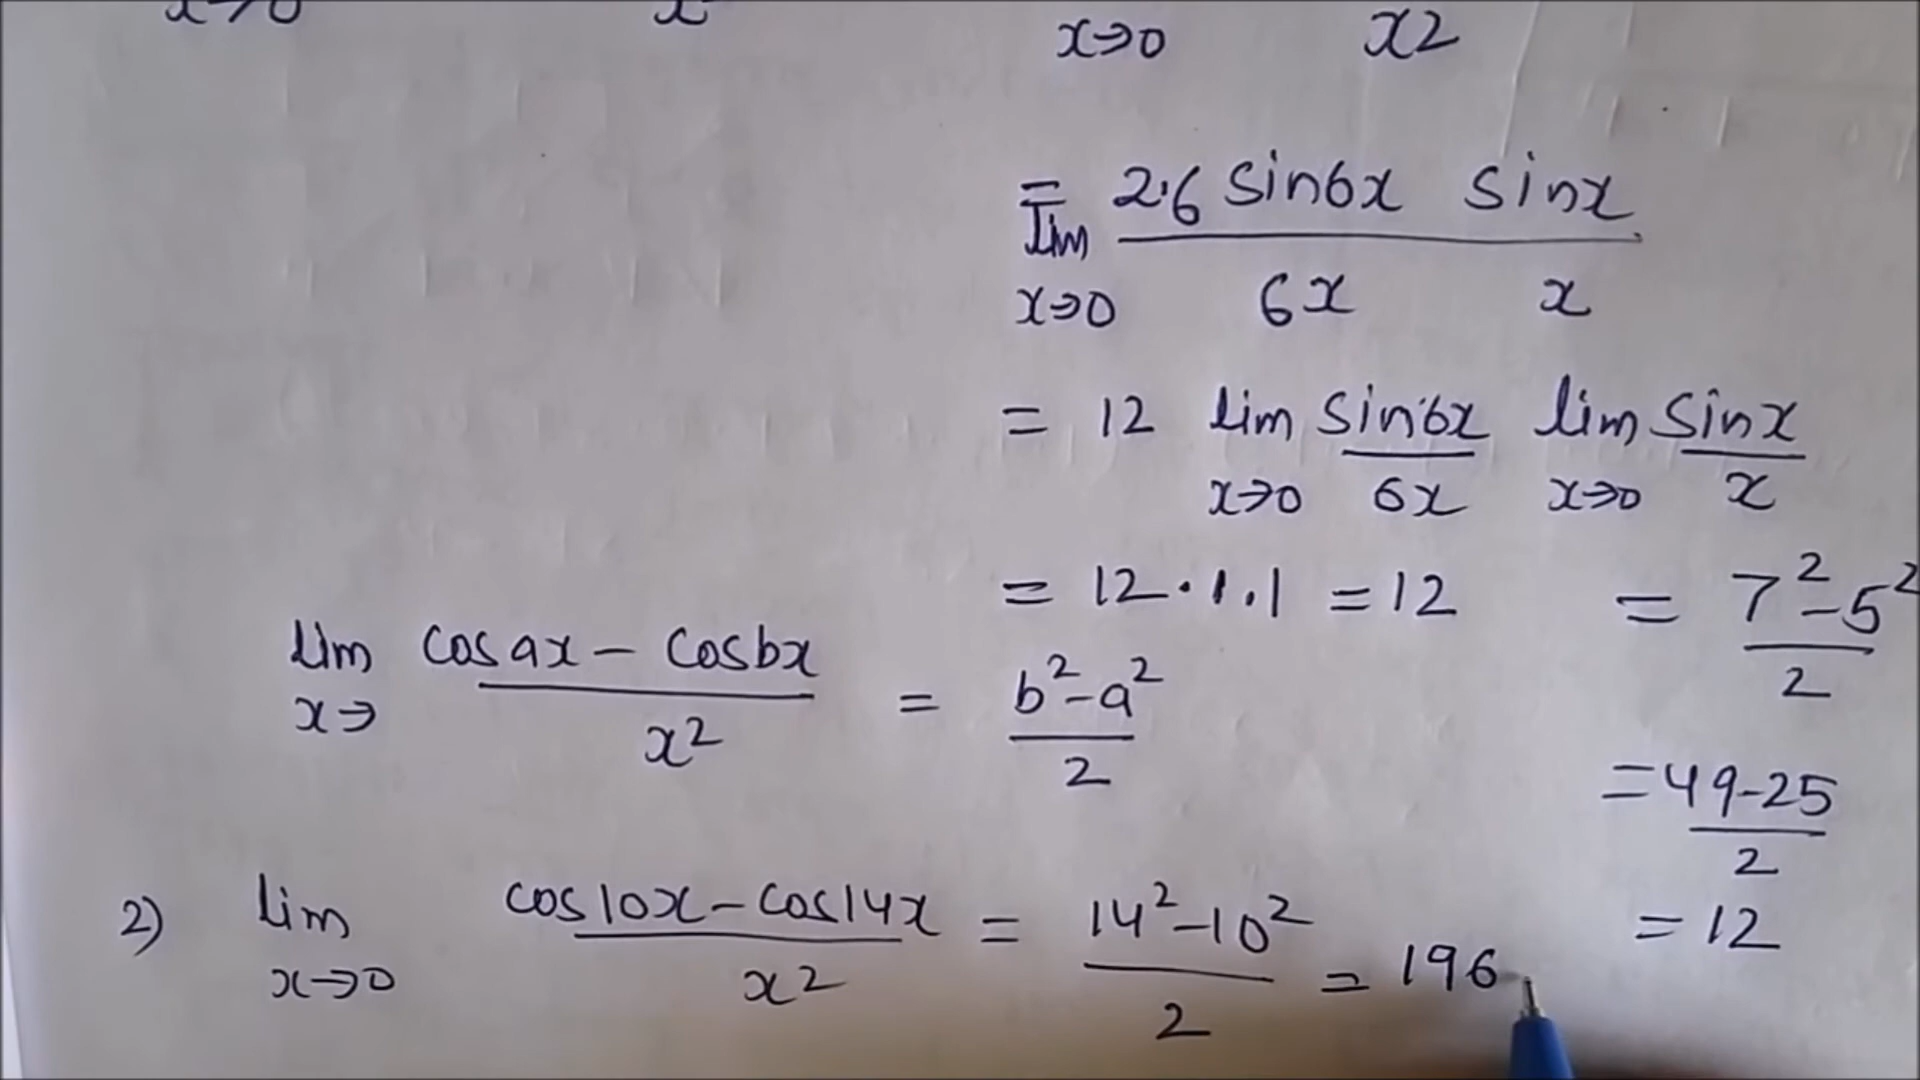 x→0 x2
= lim 2.6 sin6x sinx
x→0 6x x
= 12 lim sin6x lim sinx
x→0 6x x→0 x
= 12 · 1 . 1 = 12
= 7² - 5²
2
lim cosax - cosbx = b² - a²
x→ x² 2
= 49-25
2
= 12
2) lim cos10x - cos14x = 14² - 10² = 196
x→0 x2 2